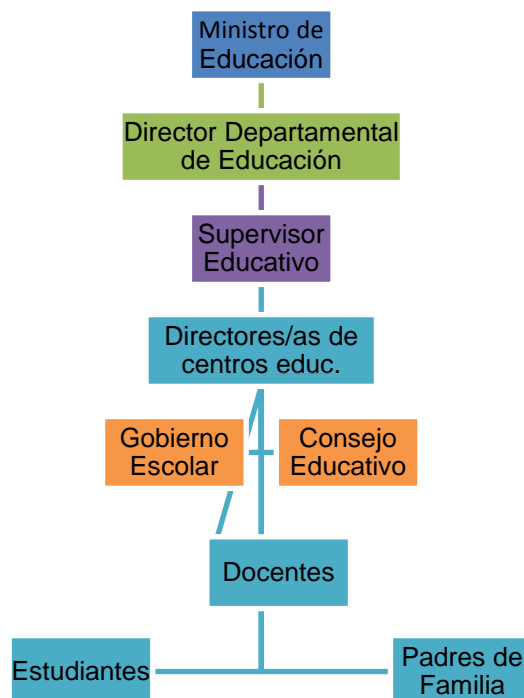 Ministro de
Educación
Director Departamental
de Educación
Supervisor
Educativo
Directores/as de
centros educ.
Gobierno
Escolar
Consejo
Educativo
Docentes
Estudiantes
Padres de
Familia